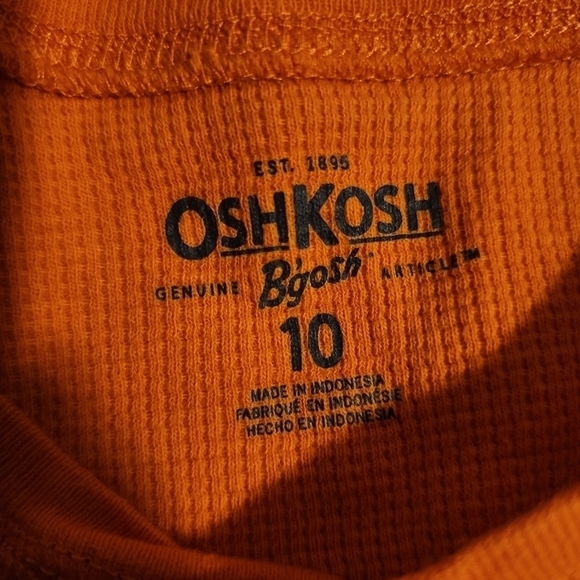 EST. 1895
OSHKOSH
GENUINE B'gosh ARTICLE™
10
MADE IN INDONESIA
FABRIQUÉ EN INDONÉSIE
HECHO EN INDONESIA